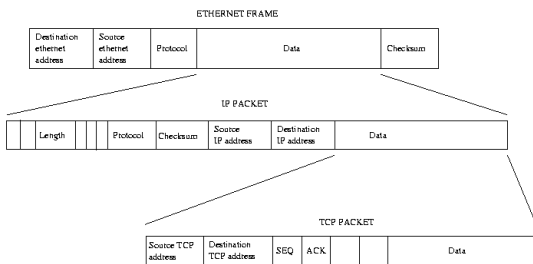 ETHERNET FRAME
Destination ethernet address
Source ethernet address
Protocol
Data
Checksum
IP PACKET
Length
Protocol
Checksum
Source IP address
Destination IP address
Data
TCP PACKET
Source TCP address
Destination TCP address
SEQ
ACK
Data